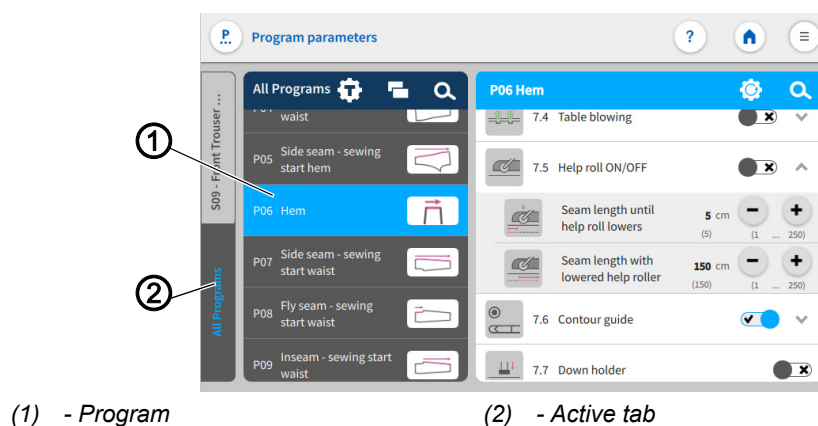 P...
Program parameters
?
S09 - Front Trouser ...
All Programs
All Programs
T
waist
P05 Side seam - sewing
start hem
P06 Hem
P07 Side seam - sewing
start waist
P08 Fly seam - sewing
start waist
P09 Inseam - sewing start
waist
P06 Hem
7.4 Table blowing
7.5 Help roll ON/OFF
Seam length until
help roll lowers
5 cm
(5)
(1 ... 250)
Seam length with
lowered help roller
150 cm
(150)
(1 ... 250)
7.6 Contour guide
7.7 Down holder
1
2
(1) - Program
(2) - Active tab